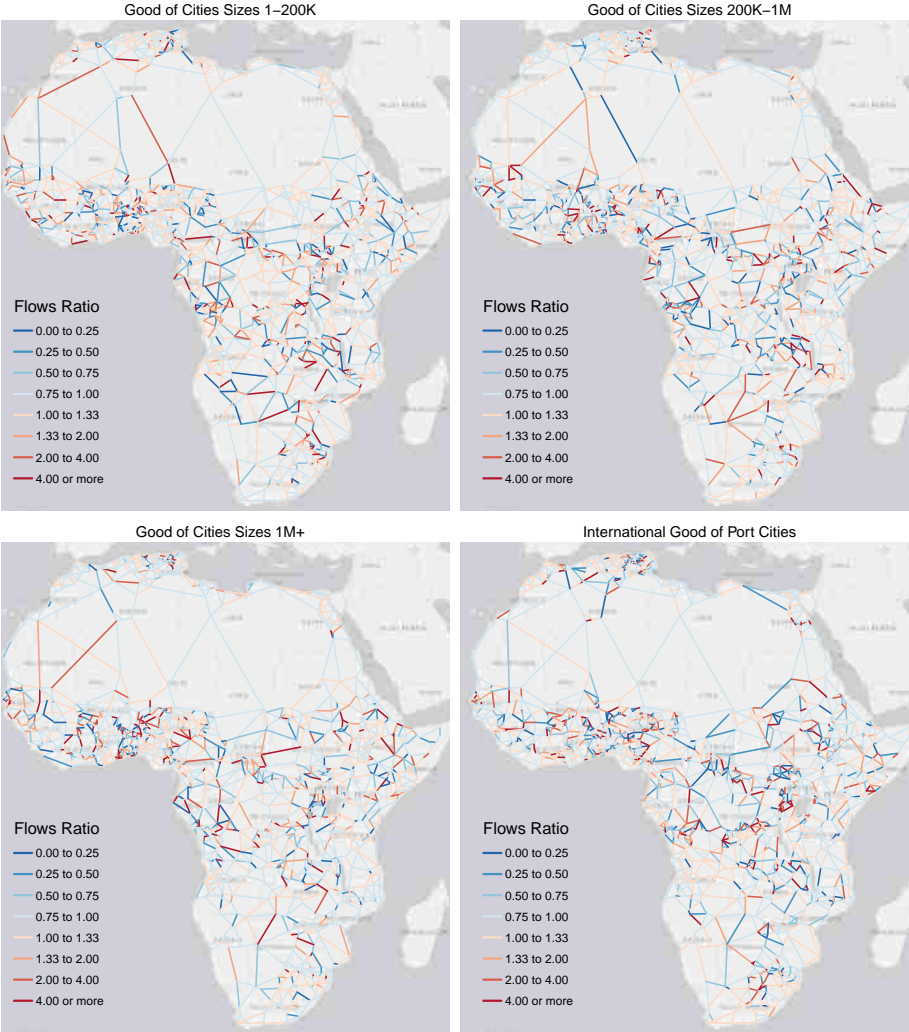 Good of Cities Sizes 1−200K
Flows Ratio
0.00 to 0.25
0.25 to 0.50
0.50 to 0.75
0.75 to 1.00
1.00 to 1.33
1.33 to 2.00
2.00 to 4.00
4.00 or more
Good of Cities Sizes 200K−1M
Flows Ratio
0.00 to 0.25
0.25 to 0.50
0.50 to 0.75
0.75 to 1.00
1.00 to 1.33
1.33 to 2.00
2.00 to 4.00
4.00 or more
Good of Cities Sizes 1M+
Flows Ratio
0.00 to 0.25
0.25 to 0.50
0.50 to 0.75
0.75 to 1.00
1.00 to 1.33
1.33 to 2.00
2.00 to 4.00
4.00 or more
International Good of Port Cities
Flows Ratio
0.00 to 0.25
0.25 to 0.50
0.50 to 0.75
0.75 to 1.00
1.00 to 1.33
1.33 to 2.00
2.00 to 4.00
4.00 or more